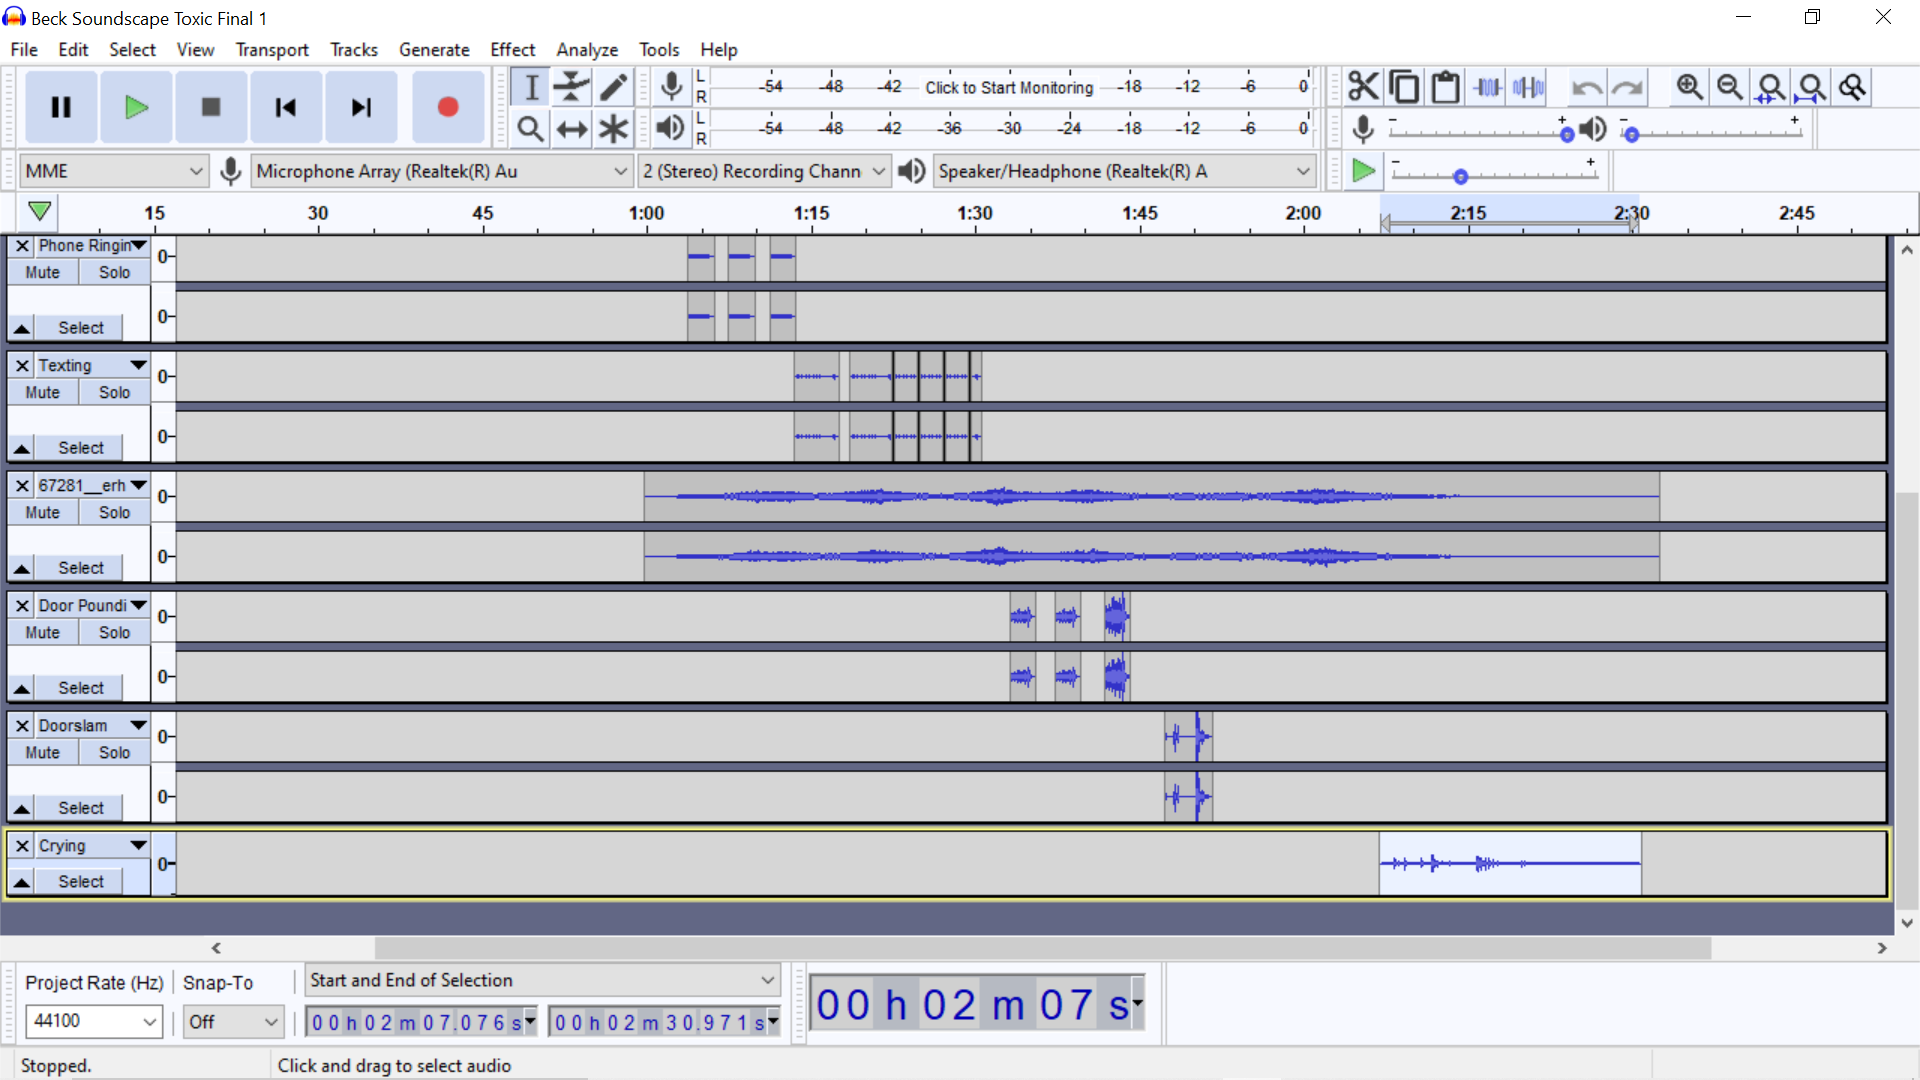 Beck Soundscape Toxic Final 1
File Edit Select View Transport Tracks Generate Effect Analyze Tools Help
L R -54 -48 -42 Click to Start Monitoring -18 -12 -6 0
L R -54 -48 -42 -36 -30 -24 -18 -12 -6 0
- + - +
MME Microphone Array (Realtek(R) Au 2 (Stereo) Recording Chann Speaker/Headphone (Realtek(R) A - +
15 30 45 1:00 1:15 1:30 1:45 2:00 2:15 2:30 2:45
Phone Ringin 0-
Mute Solo
Select 0-
Texting 0-
Mute Solo
Select 0-
67281__erh 0-
Mute Solo
Select 0-
Door Poundi 0-
Mute Solo
Select 0-
Doorslam 0-
Mute Solo
Select 0-
Crying 0-
Select
Project Rate (Hz) Snap-To Start and End of Selection
44100 Off 00 h 02 m 07.076 s 00 h 02 m 30.971 s 00 h 02 m 07 s
Stopped. Click and drag to select audio